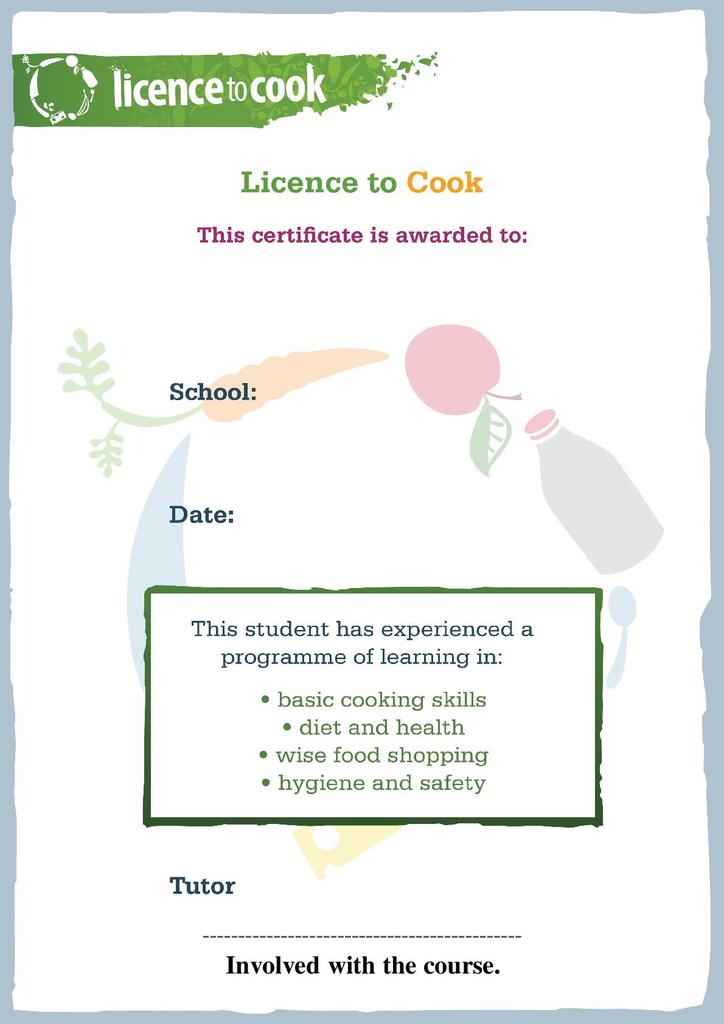 licence to cook
Licence to Cook
This certificate is awarded to:
School:
Date:
This student has experienced a
programme of learning in:
• basic cooking skills
• diet and health
• wise food shopping
• hygiene and safety
Tutor
---------------------------------------------
Involved with the course.